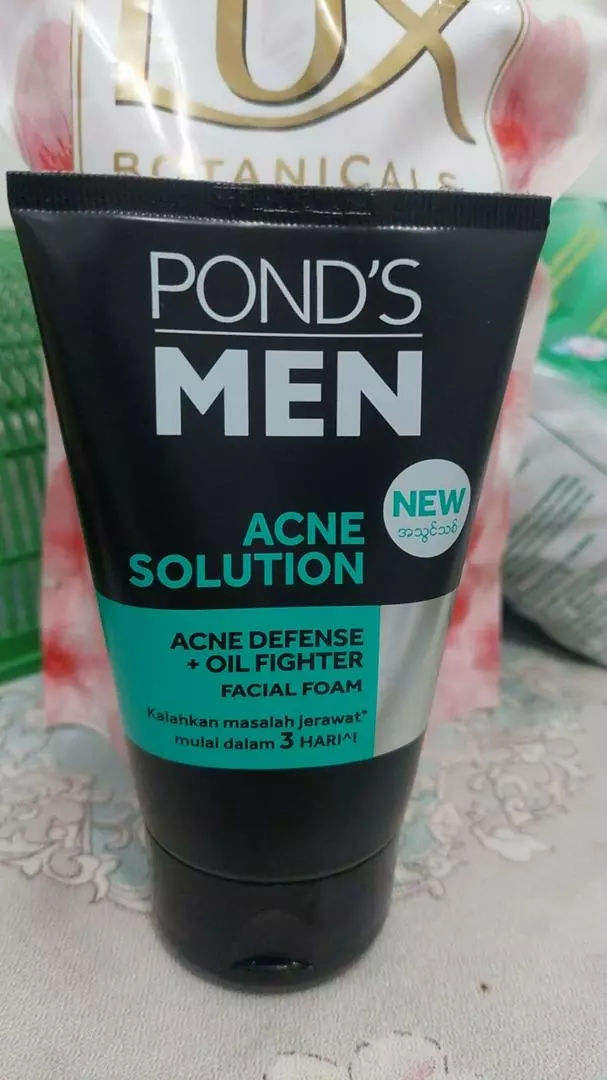 LUX
BOTANICALS
POND'S
MEN
NEW
အသွင်သစ်
ACNE
SOLUTION
ACNE DEFENSE
+ OIL FIGHTER
FACIAL FOAM
Kalahkan masalah jerawat*
mulai dalam 3 HARI^!